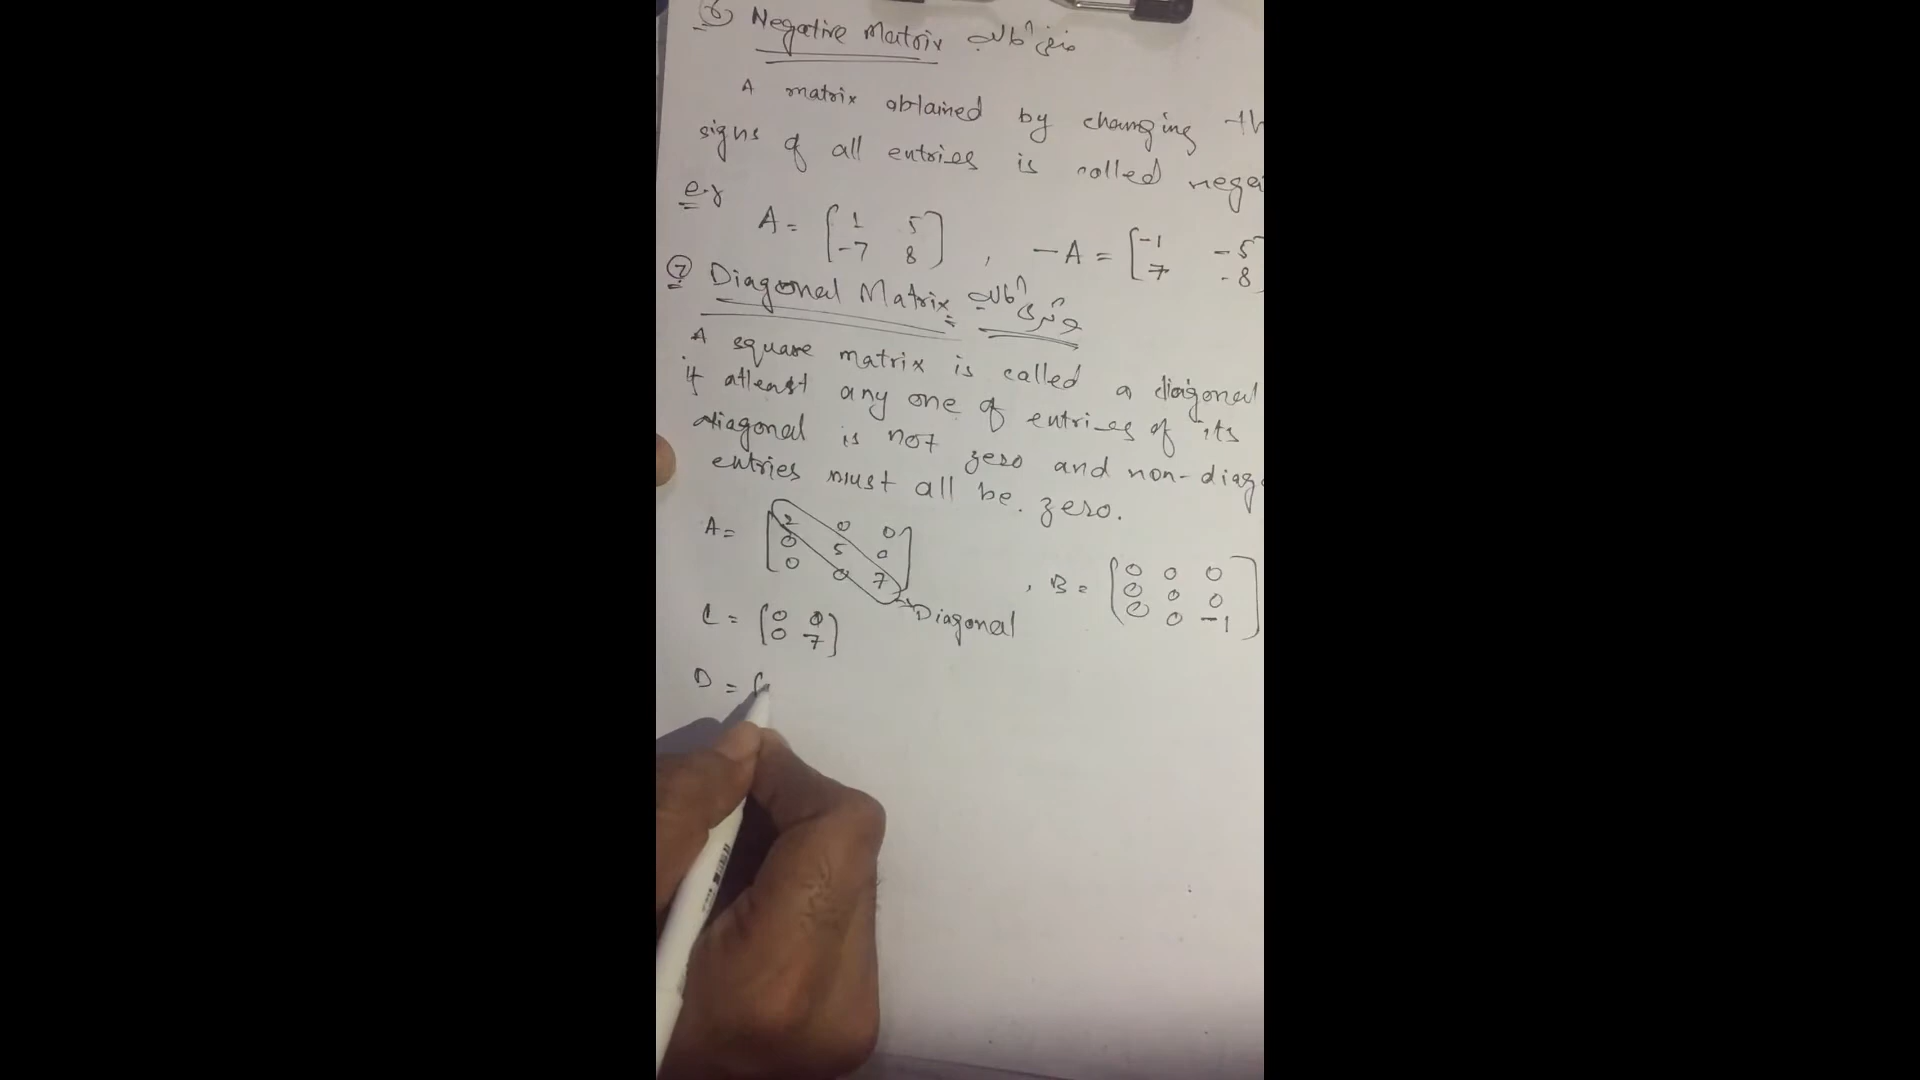 ⑥ Negative Matrix منفی قالب
A matrix obtained by changing th
signs of all entries is called nega
e.g
A = [1 5
-7 8] , -A = [-1 -5
7 -8]
⑦ Diagonal Matrix وتری قالب
A square matrix is called a diagonal
if atleast any one of entries of its
diagonal is not zero and non-diag
entries must all be zero.
A = [2 0 0
0 5 0
0 0 7]
, B = [0 0 0
0 0 0
0 0 -1]
Diagonal
C = [0 0
0 7]
D = [